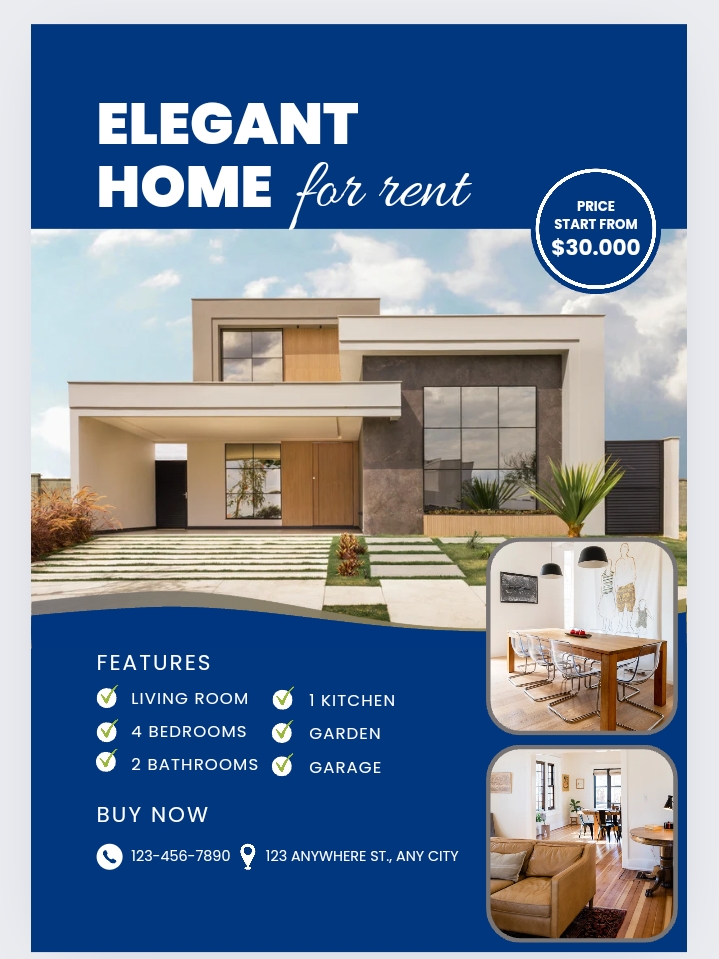 ELEGANT
HOME for rent
PRICE
START FROM
$30.000
FEATURES
LIVING ROOM
4 BEDROOMS
2 BATHROOMS
1 KITCHEN
GARDEN
GARAGE
BUY NOW
123-456-7890
123 ANYWHERE ST., ANY CITY